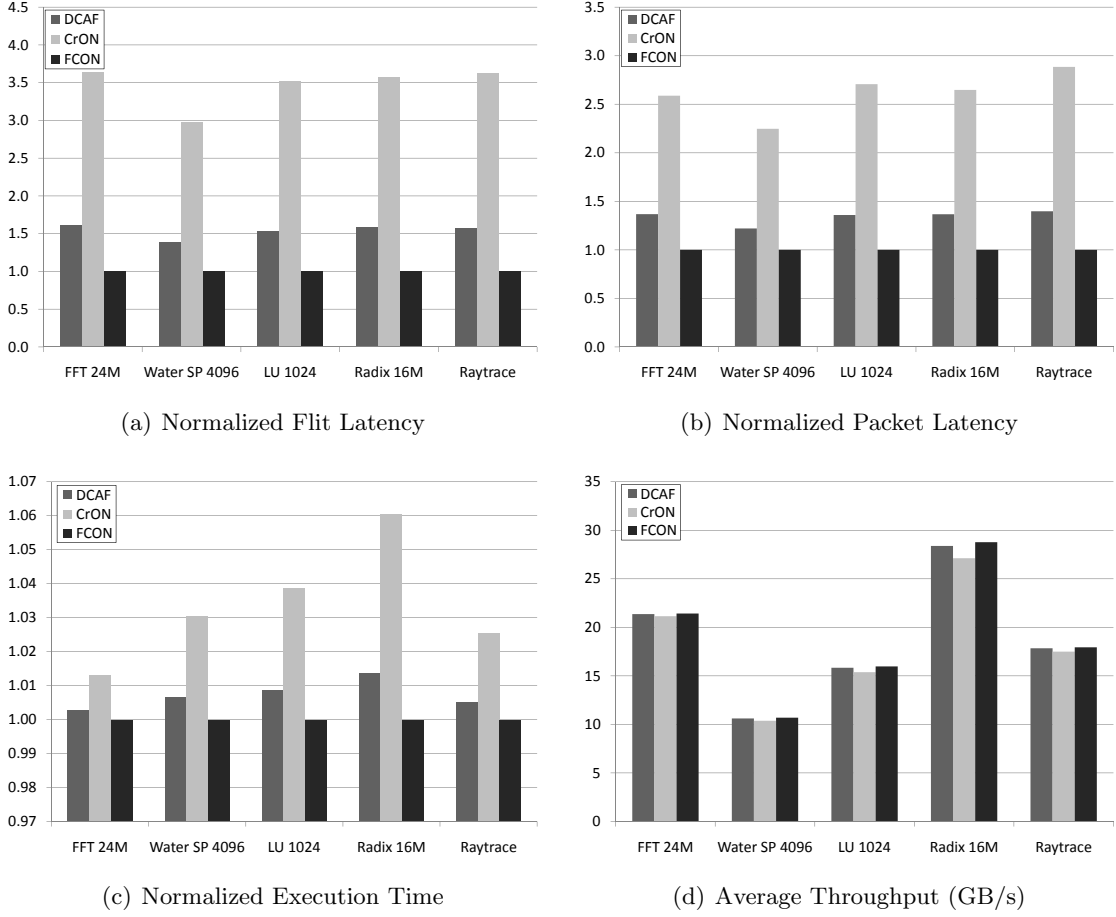 4.5
4.0
3.5
3.0
2.5
2.0
1.5
1.0
0.5
0.0
DCAF
CrON
FCON
FFT 24M Water SP 4096 LU 1024 Radix 16M Raytrace
(a) Normalized Flit Latency
3.5
3.0
2.5
2.0
1.5
1.0
0.5
0.0
DCAF
CrON
FCON
FFT 24M Water SP 4096 LU 1024 Radix 16M Raytrace
(b) Normalized Packet Latency
1.07
1.06
1.05
1.04
1.03
1.02
1.01
1.00
0.99
0.98
0.97
DCAF
CrON
FCON
FFT 24M Water SP 4096 LU 1024 Radix 16M Raytrace
(c) Normalized Execution Time
35
30
25
20
15
10
5
0
DCAF
CrON
FCON
FFT 24M Water SP 4096 LU 1024 Radix 16M Raytrace
(d) Average Throughput (GB/s)